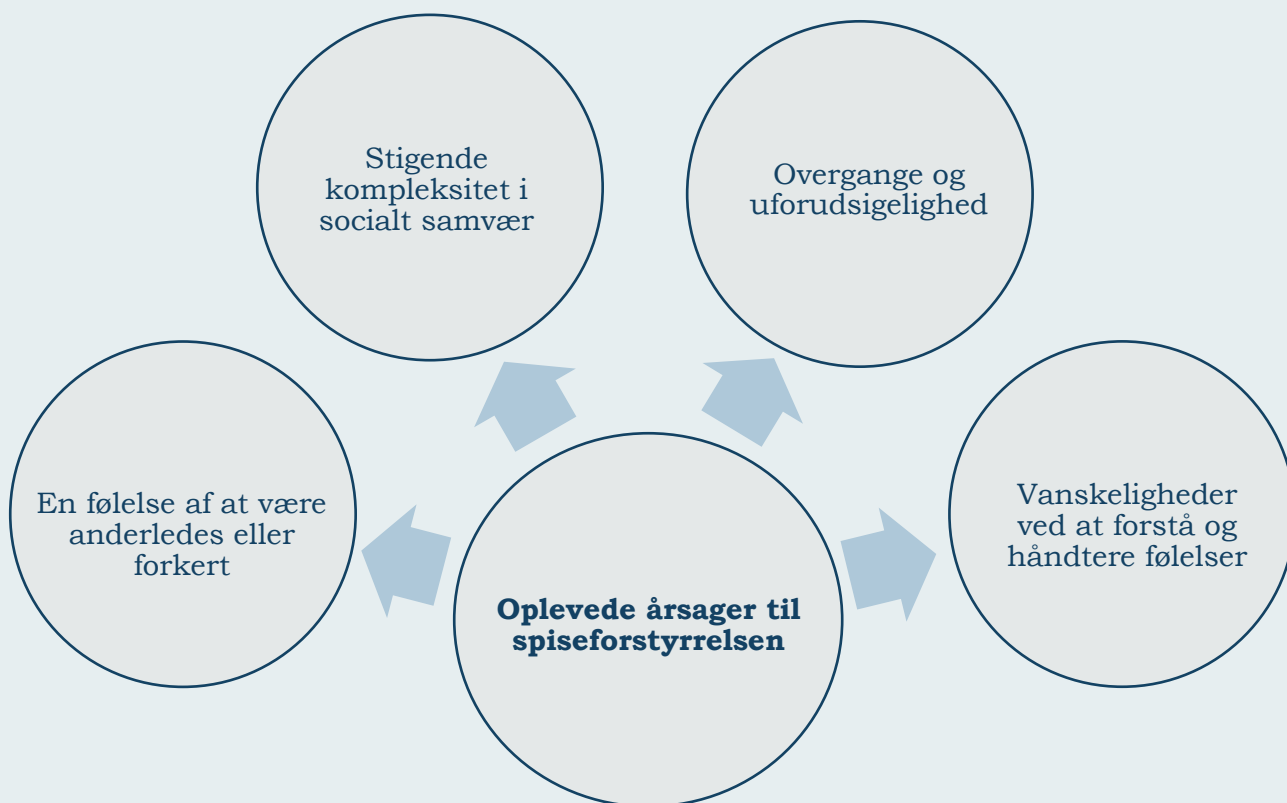 Stigende
kompleksitet i
socialt samvær
Overgange og
uforudsigelighed
En følelse af at være
anderledes eller
forkert
Vanskeligheder
ved at forstå og
håndtere følelser
Oplevede årsager til
spiseforstyrrelsen